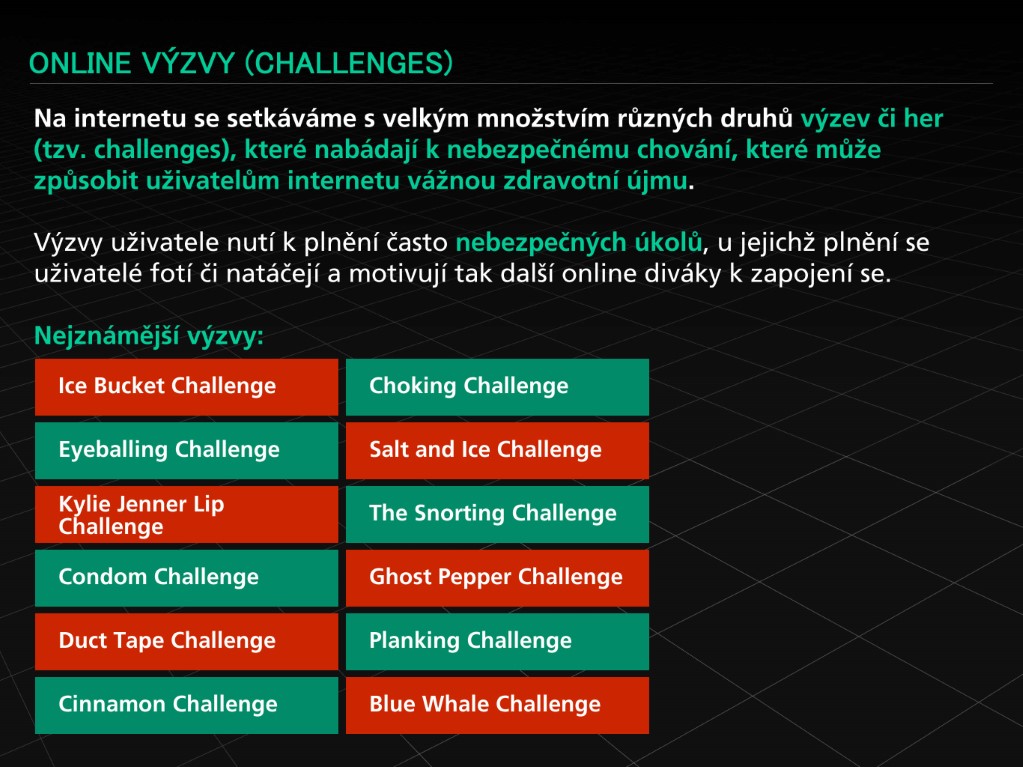 ONLINE VÝZVY (CHALLENGES)
Na internetu se setkáváme s velkým množstvím různých druhů výzev či her
(tzv. challenges), které nabádají k nebezpečnému chování, které může
způsobit uživatelům internetu vážnou zdravotní újmu.
Výzvy uživatele nutí k plnění často nebezpečných úkolů, u jejichž plnění se
uživatelé fotí či natáčejí a motivují tak další online diváky k zapojení se.
Nejznámější výzvy:
Ice Bucket Challenge
Choking Challenge
Eyeballing Challenge
Salt and Ice Challenge
Kylie Jenner Lip
Challenge
The Snorting Challenge
Condom Challenge
Ghost Pepper Challenge
Duct Tape Challenge
Planking Challenge
Cinnamon Challenge
Blue Whale Challenge